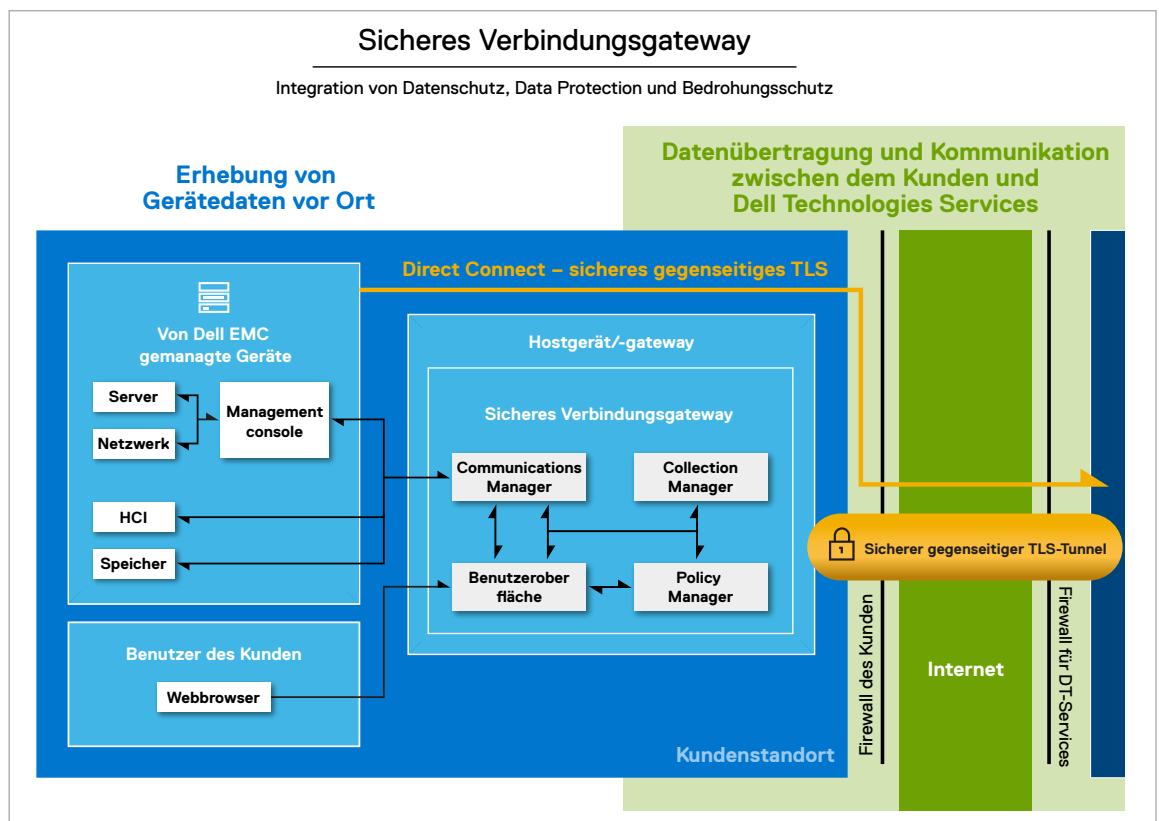 Sicheres Verbindungsgateway
Integration von Datenschutz, Data Protection und Bedrohungsschutz
Erhebung von
Gerätedaten vor Ort
Datenübertragung und Kommunikation
zwischen dem Kunden und
Dell Technologies Services
Direct Connect – sicheres gegenseitiges TLS
Von Dell EMC
gemanagte Geräte
Server
Netzwerk
Management
console
HCI
Speicher
Hostgerät/-gateway
Sicheres Verbindungsgateway
Communications
Manager
Collection
Manager
Benutzerober
fläche
Policy
Manager
Benutzer des Kunden
Webbrowser
Kundenstandort
Sicherer gegenseitiger TLS-Tunnel
Firewall des Kunden
Internet
Firewall für DT-Services